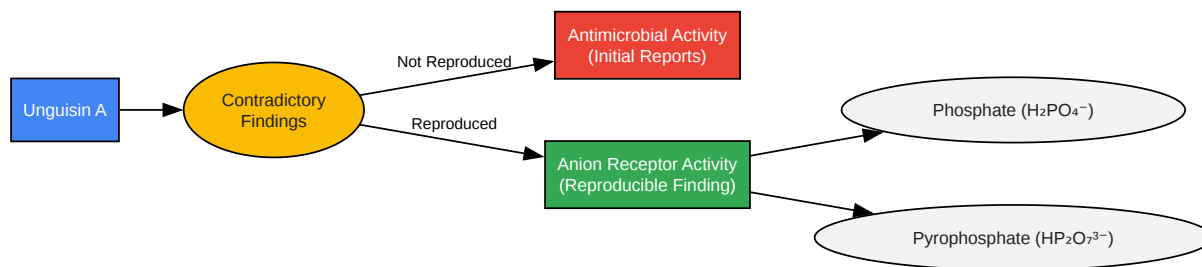 Unguisin A
Contradictory
Findings
Not Reproduced
Reproduced
Antimicrobial Activity
(Initial Reports)
Anion Receptor Activity
(Reproducible Finding)
Phosphate (H₂PO₄⁻)
Pyrophosphate (HP₂O₇³⁻)